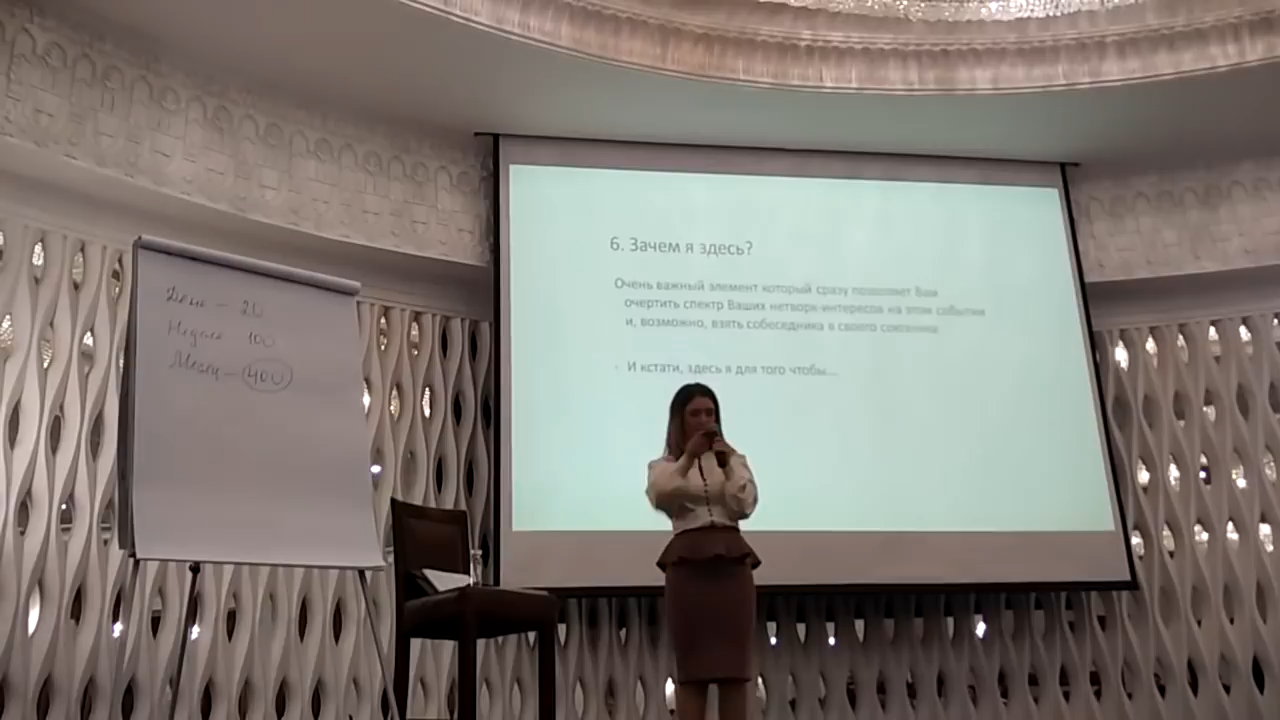 День — 20
Неделя 100
Месяц — 400
6. Зачем я здесь?
Очень важный элемент который сразу позволяет Вам
очертить спектр Ваших нетворк-интересов на этом событии
и, возможно, взять собеседника в своего союзника
- И кстати, здесь я для того чтобы...